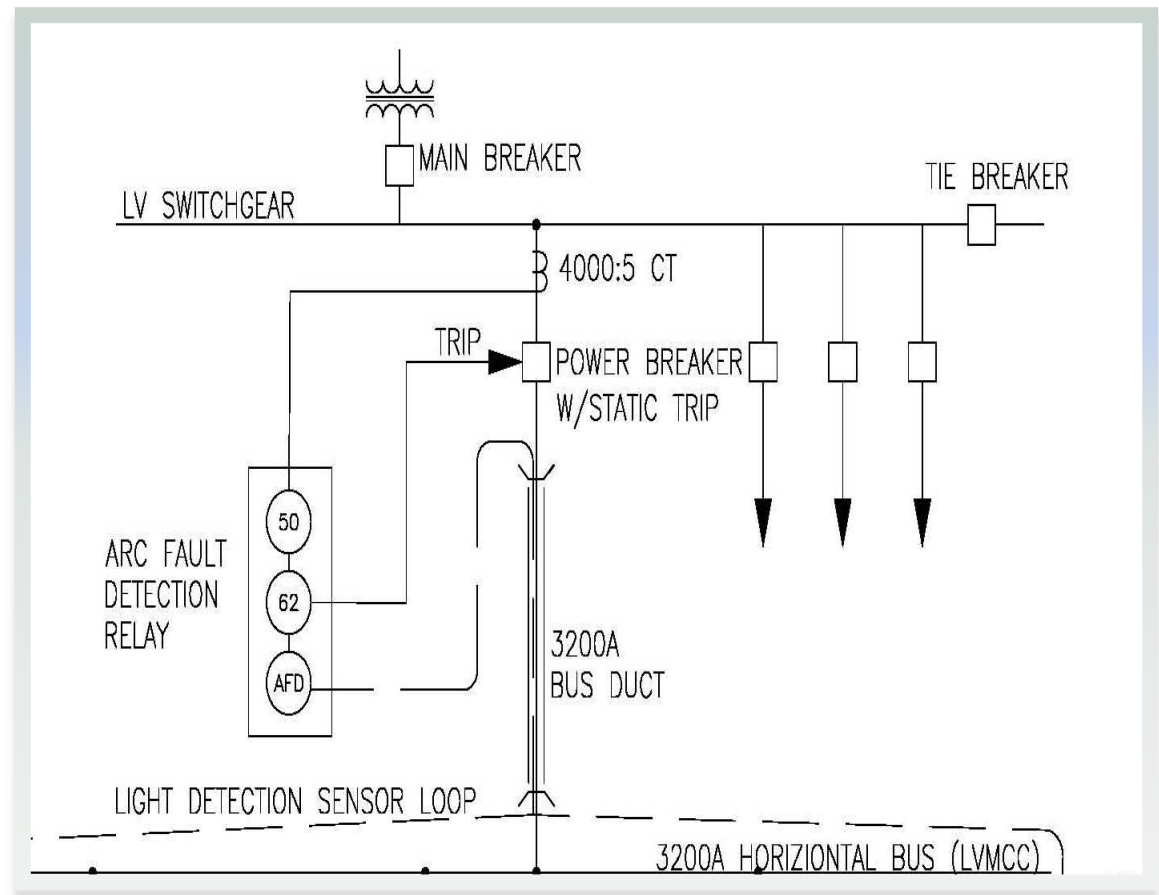 MAIN BREAKER
TIE BREAKER
LV SWITCHGEAR
4000:5 CT
TRIP
POWER BREAKER
W/STATIC TRIP
50
ARC FAULT
DETECTION
RELAY
62
AFD
3200A
BUS DUCT
LIGHT DETECTION SENSOR LOOP
3200A HORIZIONTAL BUS (LVMCC)